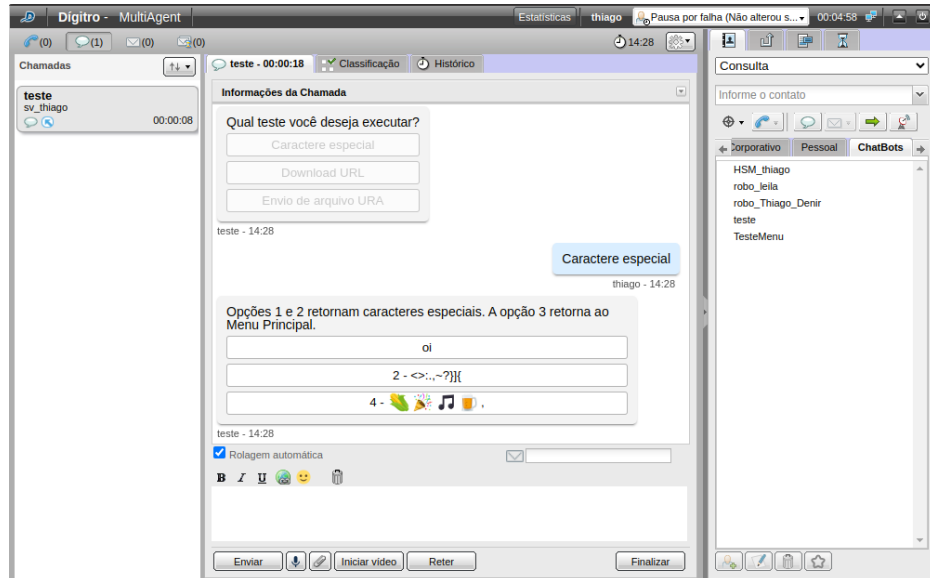 Dígitro - MultiAgent
Estatísticas
thiago
Pausa por falha (Não alterou s...
00:04:58
(0)
(1)
(0)
(0)
14:28
Chamadas
teste
sv_thiago
00:00:08
teste - 00:00:18
Classificação
Histórico
Informações da Chamada
Qual teste você deseja executar?
Caractere especial
Download URL
Envio de arquivo URA
teste - 14:28
Caractere especial
thiago - 14:28
Opções 1 e 2 retornam caracteres especiais. A opção 3 retorna ao
Menu Principal.
oi
2 - <>:.,~?}]{
4 - 🌽 🎉 🎵 🍺 ,
teste - 14:28
Rolagem automática
B I U
Enviar
Iniciar vídeo
Reter
Finalizar
Consulta
Informe o contato
Corporativo
Pessoal
ChatBots
HSM_thiago
robo_leila
robo_Thiago_Denir
teste
TesteMenu